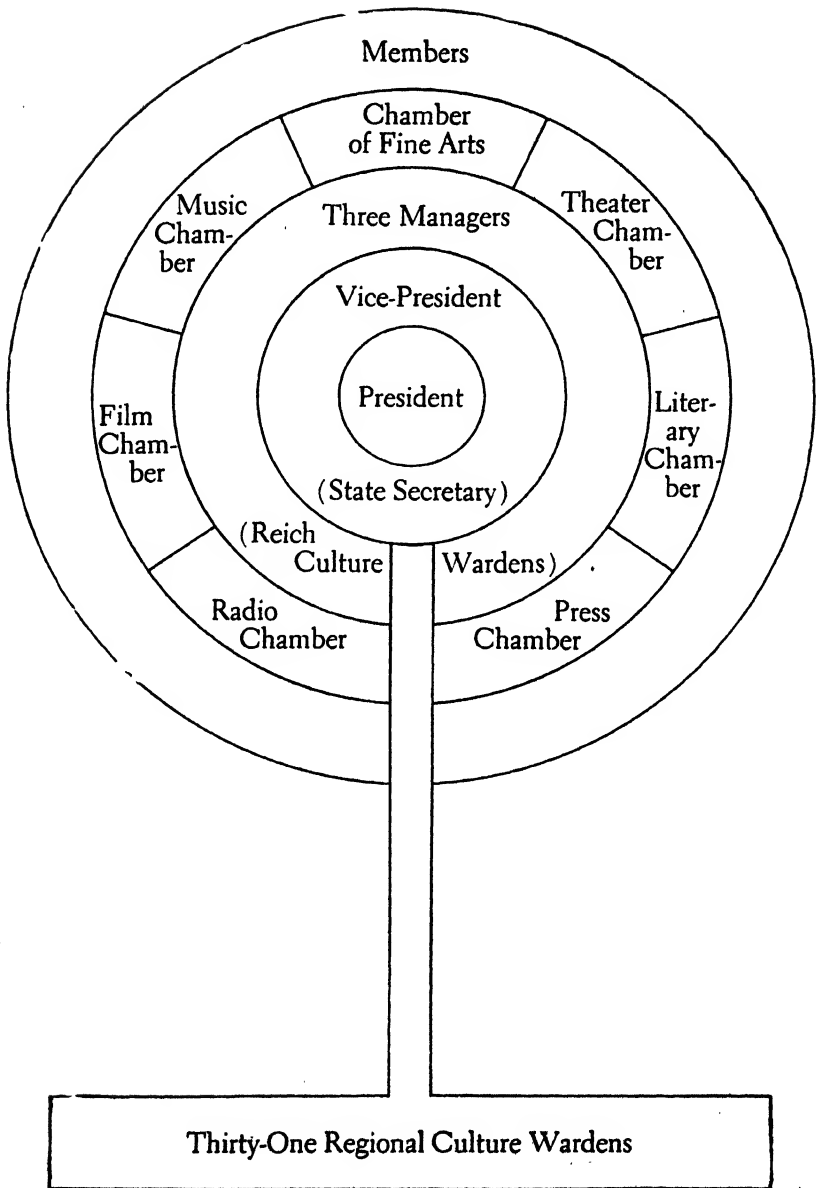 Members
Chamber
of Fine Arts
Music
Cham-
ber
Three Managers
Theater
Cham-
ber
Vice-President
President
Film
Cham-
ber
Liter-
ary
Cham-
ber
(State Secretary)
(Reich
Culture
Wardens)
Radio
Chamber
Press
Chamber
Thirty-One Regional Culture Wardens